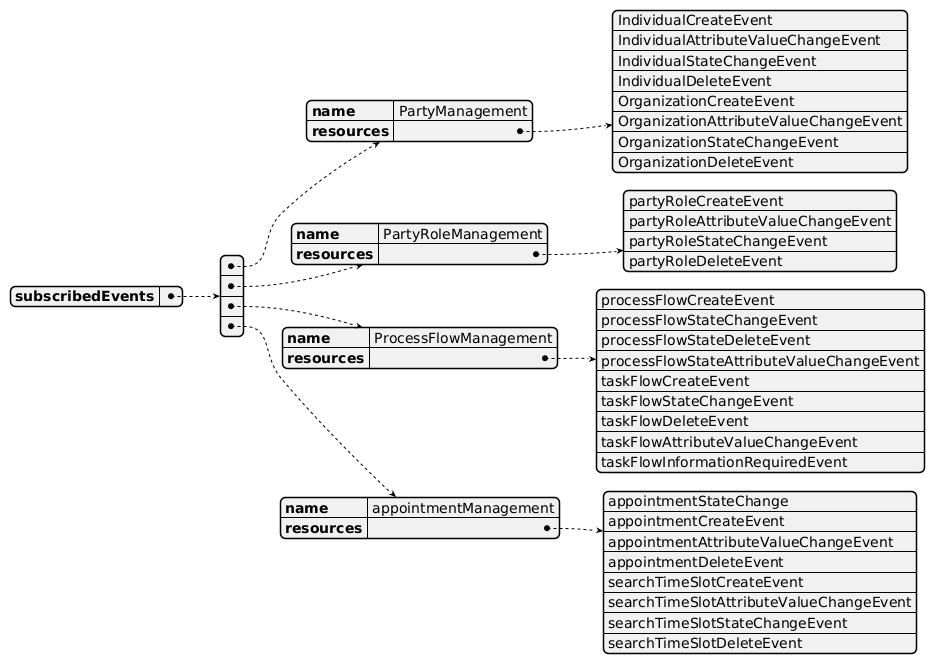 subscribedEvents
name PartyManagement
resources
IndividualCreateEvent
IndividualAttributeValueChangeEvent
IndividualStateChangeEvent
IndividualDeleteEvent
OrganizationCreateEvent
OrganizationAttributeValueChangeEvent
OrganizationStateChangeEvent
OrganizationDeleteEvent
name PartyRoleManagement
resources
partyRoleCreateEvent
partyRoleAttributeValueChangeEvent
partyRoleStateChangeEvent
partyRoleDeleteEvent
name ProcessFlowManagement
resources
processFlowCreateEvent
processFlowStateChangeEvent
processFlowStateDeleteEvent
processFlowStateAttributeValueChangeEvent
taskFlowCreateEvent
taskFlowStateChangeEvent
taskFlowDeleteEvent
taskFlowAttributeValueChangeEvent
taskFlowInformationRequiredEvent
name appointmentManagement
resources
appointmentStateChange
appointmentCreateEvent
appointmentAttributeValueChangeEvent
appointmentDeleteEvent
searchTimeSlotCreateEvent
searchTimeSlotAttributeValueChangeEvent
searchTimeSlotStateChangeEvent
searchTimeSlotDeleteEvent